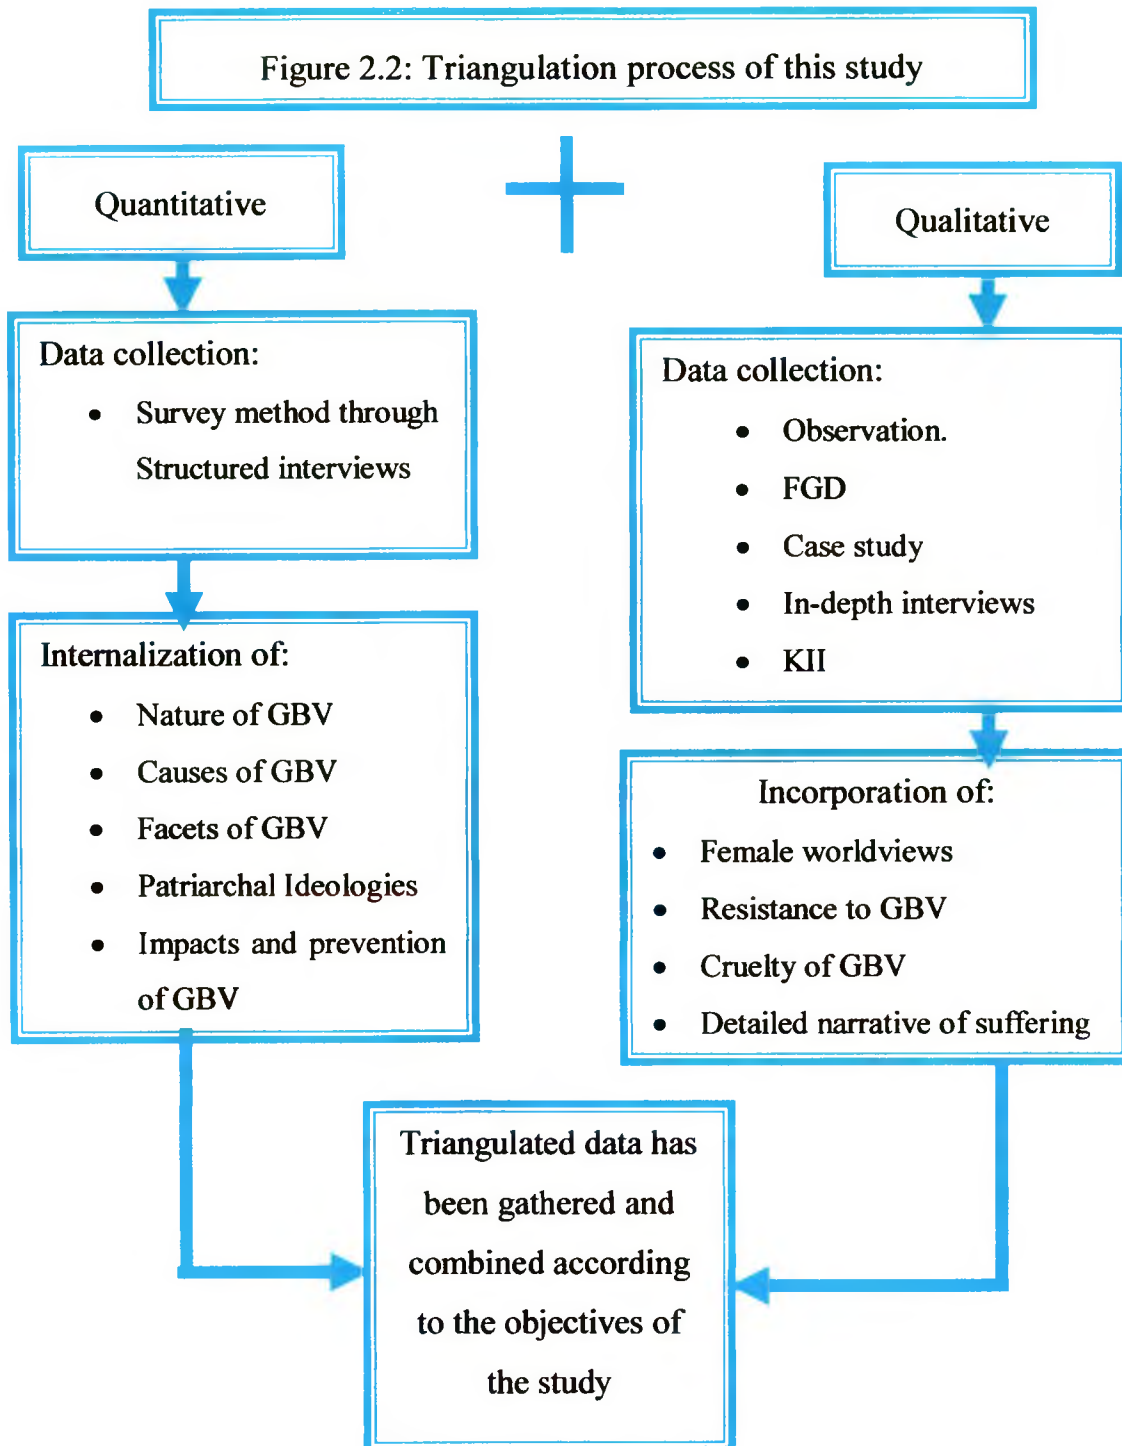 Figure 2.2: Triangulation process of this study
Quantitative
Data collection:
• Survey method through
Structured interviews
Internalization of:
• Nature of GBV
• Causes of GBV
• Facets of GBV
• Patriarchal Ideologies
• Impacts and prevention
of GBV
Qualitative
Data collection:
• Observation.
• FGD
• Case study
• In-depth interviews
• KII
Incorporation of:
• Female worldviews
• Resistance to GBV
• Cruelty of GBV
• Detailed narrative of suffering
Triangulated data has
been gathered and
combined according
to the objectives of
the study